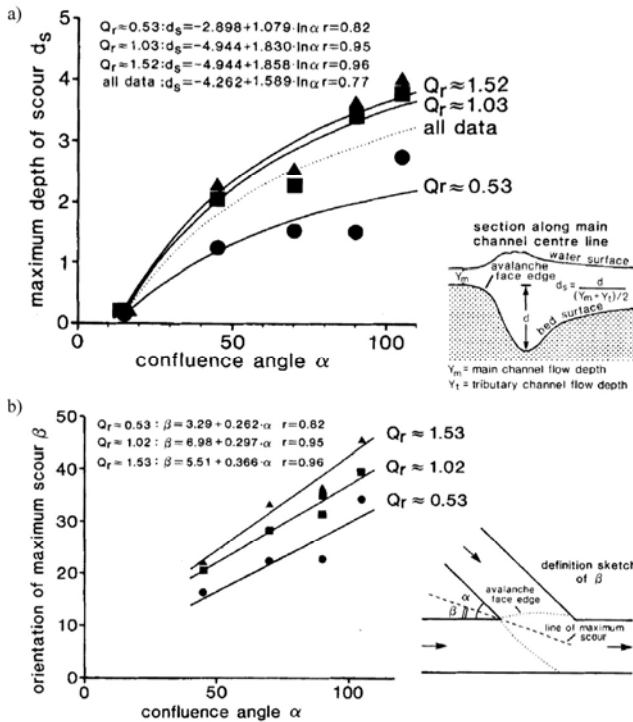 a)
Qr≈0.53:ds=-2.898+1.079·lnα r=0.82
Qr≈1.03:ds=-4.944+1.830·lnα r=0.95
Qr≈1.52:ds=-4.944+1.858·lnα r=0.96
all data :ds=-4.262+1.589·lnα r=0.77
maximum depth of scour ds
5
4
3
2
1
0
Qr≈1.52
Qr≈1.03
all data
Qr≈0.53
0
50
100
confluence angle α
section along main
channel centre line
water surface
avalanche
face edge
Ym
ds = d / (Ym+Yt)/2
d
bed surface
Ym = main channel flow depth
Yt = tributary channel flow depth
b)
Qr≈0.53 : β=3.29+0.262·α r=0.82
Qr≈1.02 : β=6.98+0.297·α r=0.95
Qr≈1.53 : β=5.51+0.366·α r=0.96
orientation of maximum scour β
50
40
30
20
10
0
Qr≈1.53
Qr≈1.02
Qr≈0.53
0
50
100
confluence angle α
definition sketch
of β
avalanche
face edge
α
β
line of maximum
scour